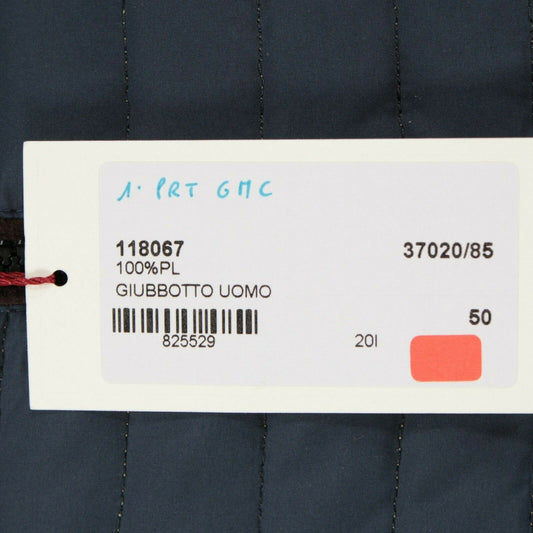 1. PRT GMC
118067 37020/85
100%PL
GIUBBOTTO UOMO
50
825529 20I